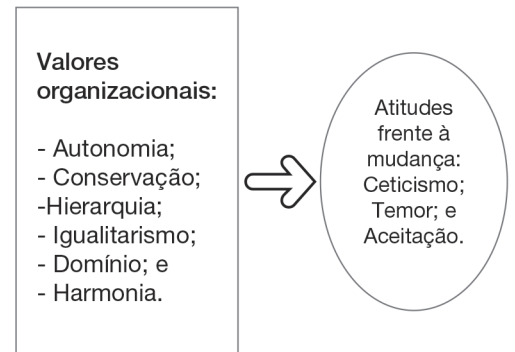 Valores
organizacionais:
- Autonomia;
- Conservação;
-Hierarquia;
- Igualitarismo;
- Domínio; e
- Harmonia.
Atitudes
frente à
mudança:
Ceticismo;
Temor; e
Aceitação.